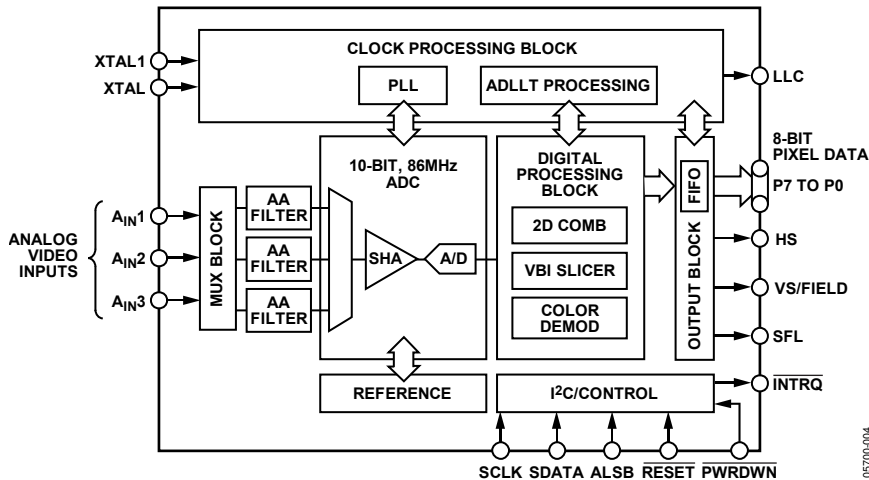 CLOCK PROCESSING BLOCK
XTAL1
XTAL
PLL
ADLLT PROCESSING
LLC
8-BIT
PIXEL DATA
P7 TO P0
10-BIT, 86MHz
ADC
DIGITAL
PROCESSING
BLOCK
FIFO
OUTPUT BLOCK
ANALOG
VIDEO
INPUTS
AIN1
AIN2
AIN3
MUX BLOCK
AA
FILTER
AA
FILTER
AA
FILTER
SHA
A/D
2D COMB
VBI SLICER
COLOR
DEMOD
HS
VS/FIELD
SFL
REFERENCE
I2C/CONTROL
INTRQ
SCLK SDATA ALSB RESET PWRDWN
05700-004